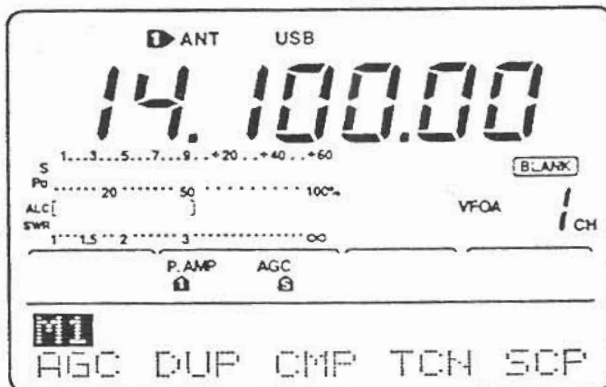 1 ANT USB
14.100.00
S 1...3...5...7...9...+20...+40...+60
BLANK
Po 20 50 100%
ALC
VFOA 1 CH
SWR 1 1.5 2 3 ∞
P.AMP AGC
1 S
M1
AGC DUP CMP TCN SCP